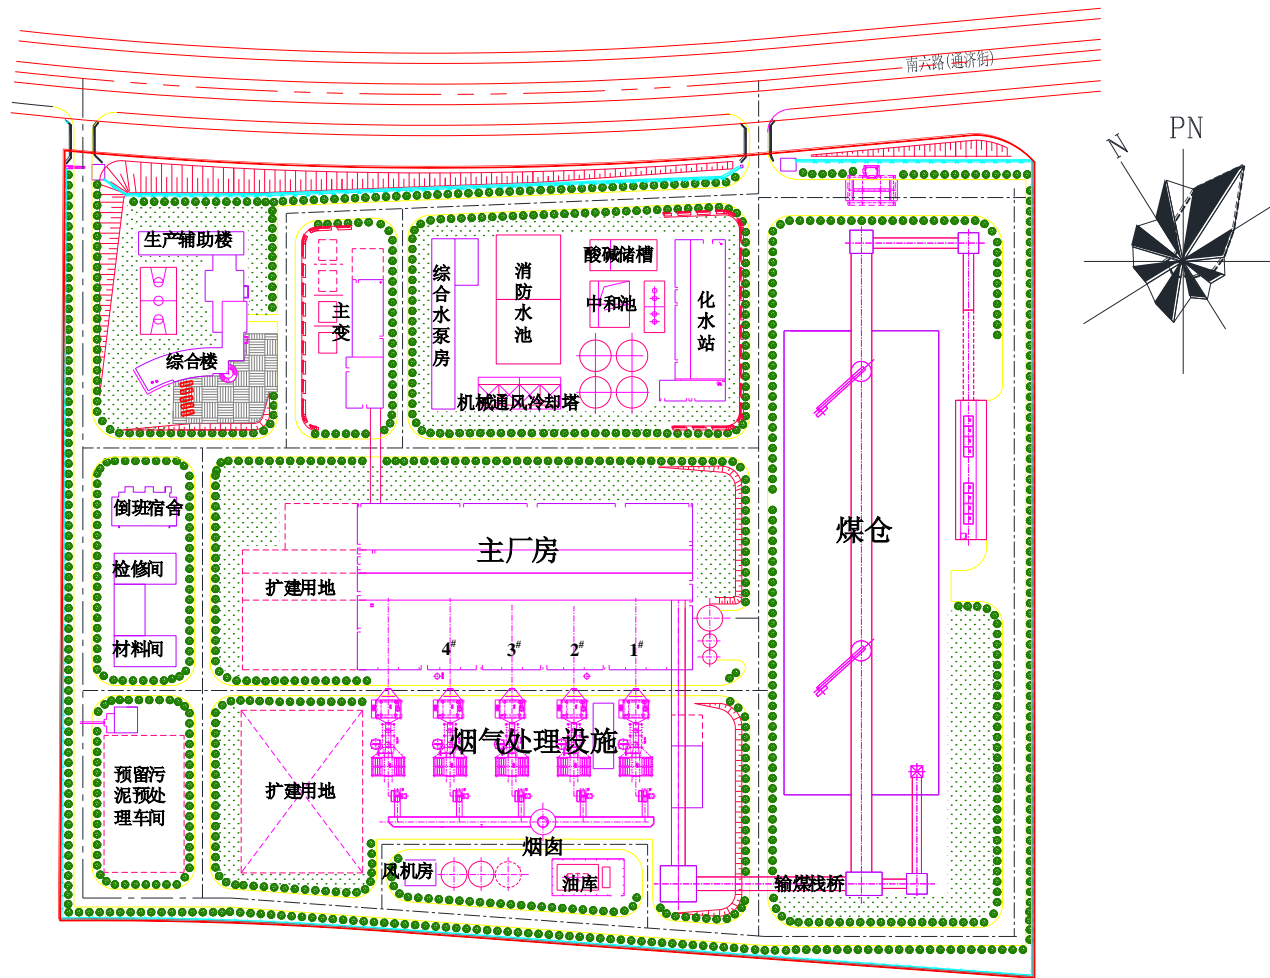 南六路(通济街)
N
PN
生产辅助楼
综合楼
主
变
综
合
水
泵
房
消
防
水
池
酸碱储槽
中和池
化
水
站
机械通风冷却塔
倒班宿舍
检修间
材料间
主厂房
扩建用地
煤仓
4#
3#
2#
1#
烟气处理设施
预留污
泥预处
理车间
扩建用地
烟囱
风机房
油库
输煤栈桥